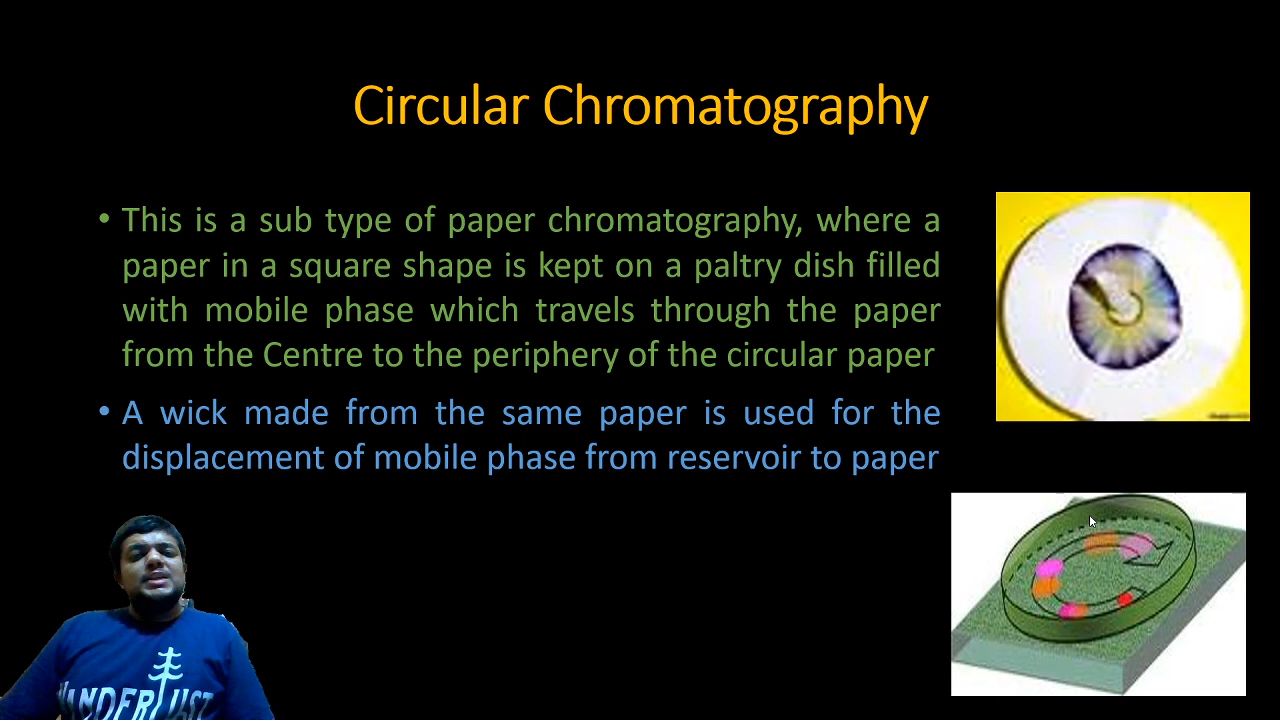 Circular Chromatography
• This is a sub type of paper chromatography, where a
paper in a square shape is kept on a paltry dish filled
with mobile phase which travels through the paper
from the Centre to the periphery of the circular paper
• A wick made from the same paper is used for the
displacement of mobile phase from reservoir to paper
WANDERLUST